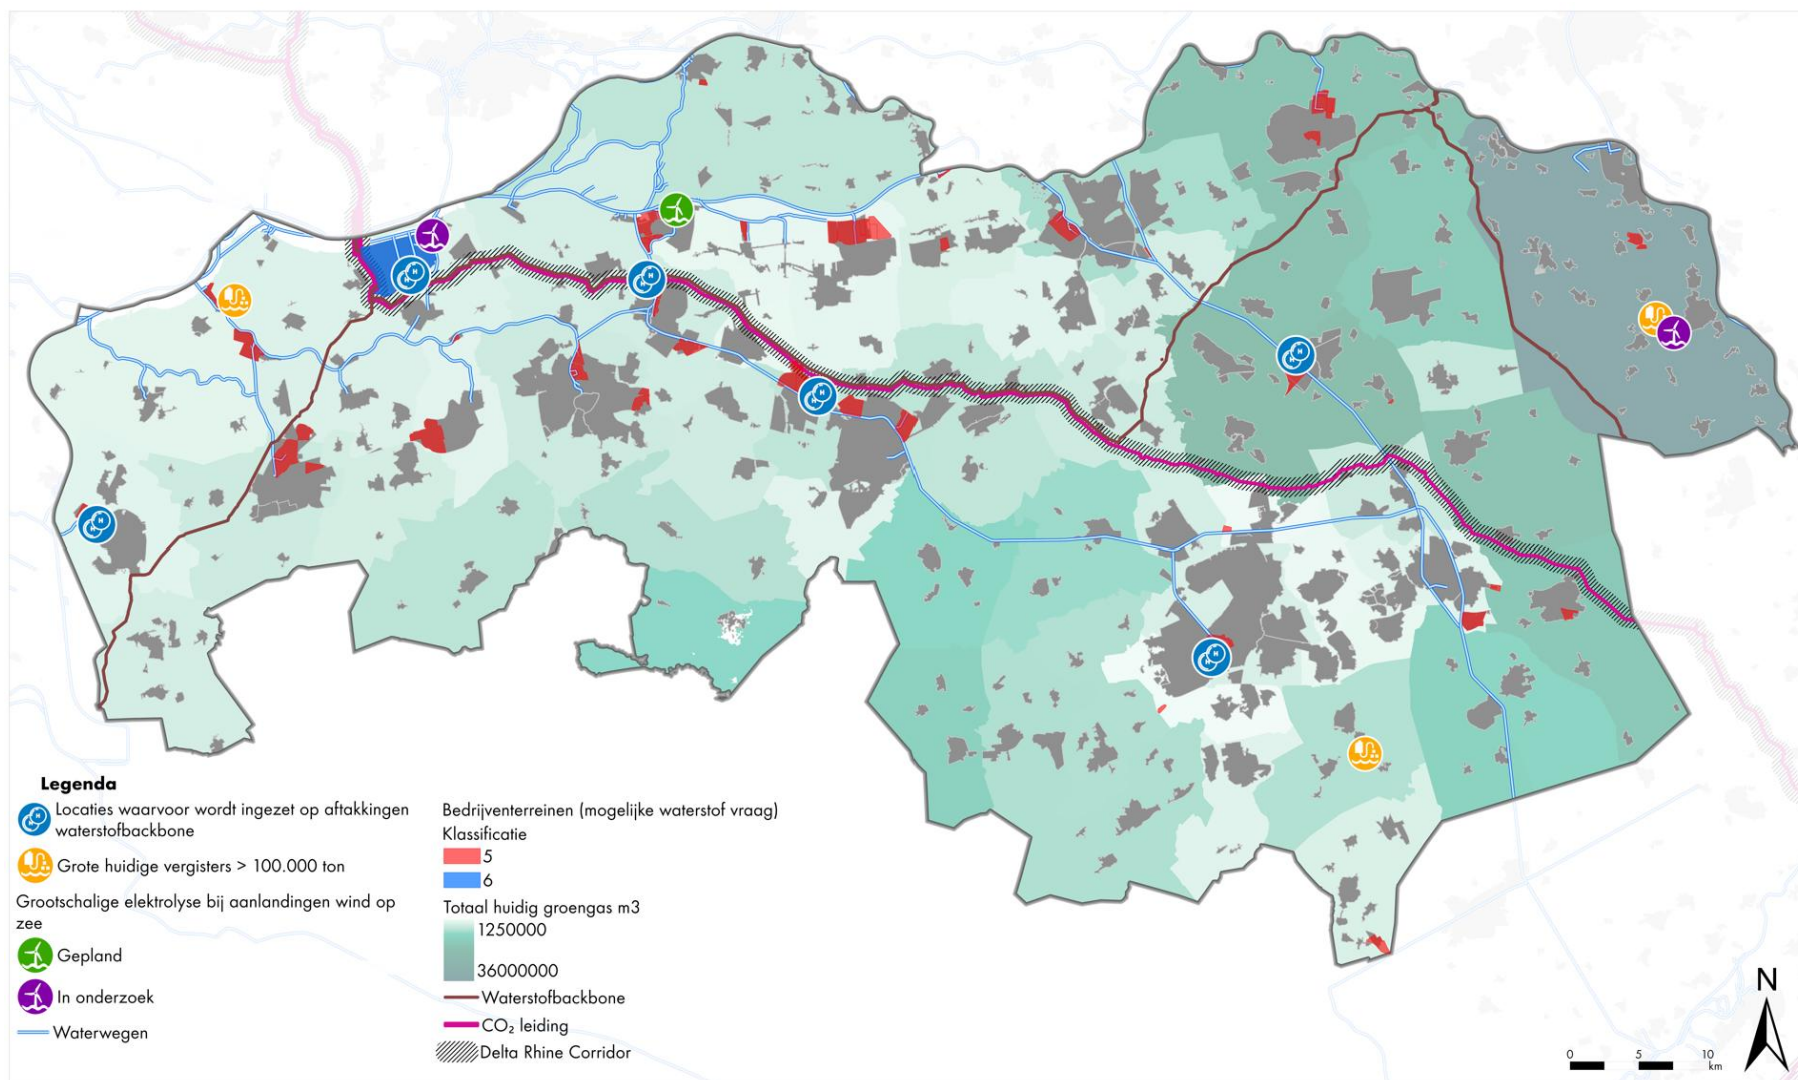 Legenda
Locaties waarvoor wordt ingezet op aftakkingen
waterstofbackbone
Grote huidige vergisters > 100.000 ton
Grootschalige elektrolyse bij aanlandingen wind op
zee
Gepland
In onderzoek
Waterwegen
Bedrijventerreinen (mogelijke waterstof vraag)
Klassificatie
5
6
Totaal huidig groengas m3
1250000
36000000
Waterstofbackbone
CO₂ leiding
Delta Rhine Corridor
N
0 5 10
km